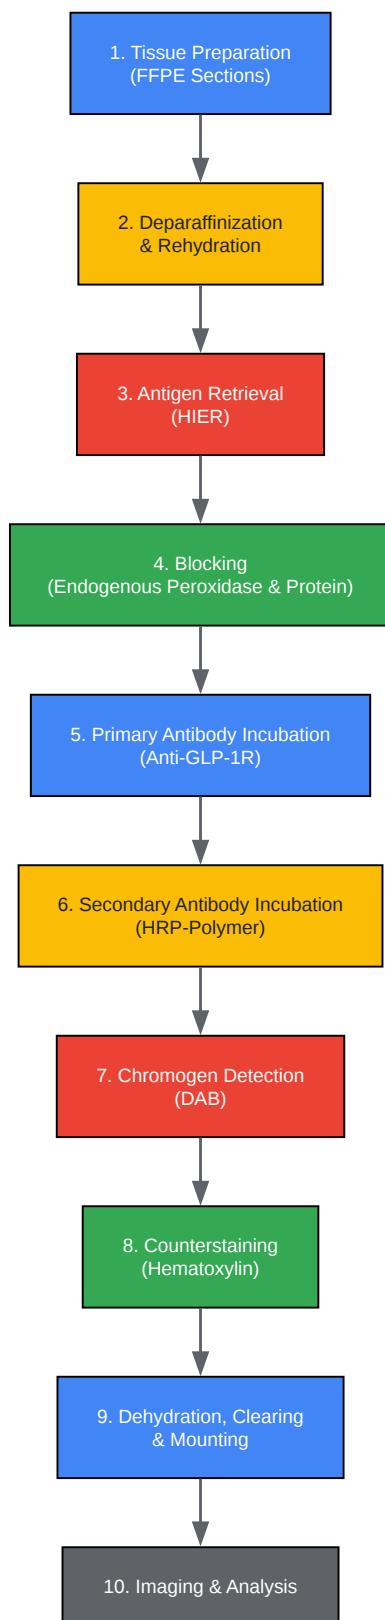 1. Tissue Preparation
(FFPE Sections)
2. Deparaffinization
& Rehydration
3. Antigen Retrieval
(HIER)
4. Blocking
(Endogenous Peroxidase & Protein)
5. Primary Antibody Incubation
(Anti-GLP-1R)
6. Secondary Antibody Incubation
(HRP-Polymer)
7. Chromogen Detection
(DAB)
8. Counterstaining
(Hematoxylin)
9. Dehydration, Clearing
& Mounting
10. Imaging & Analysis